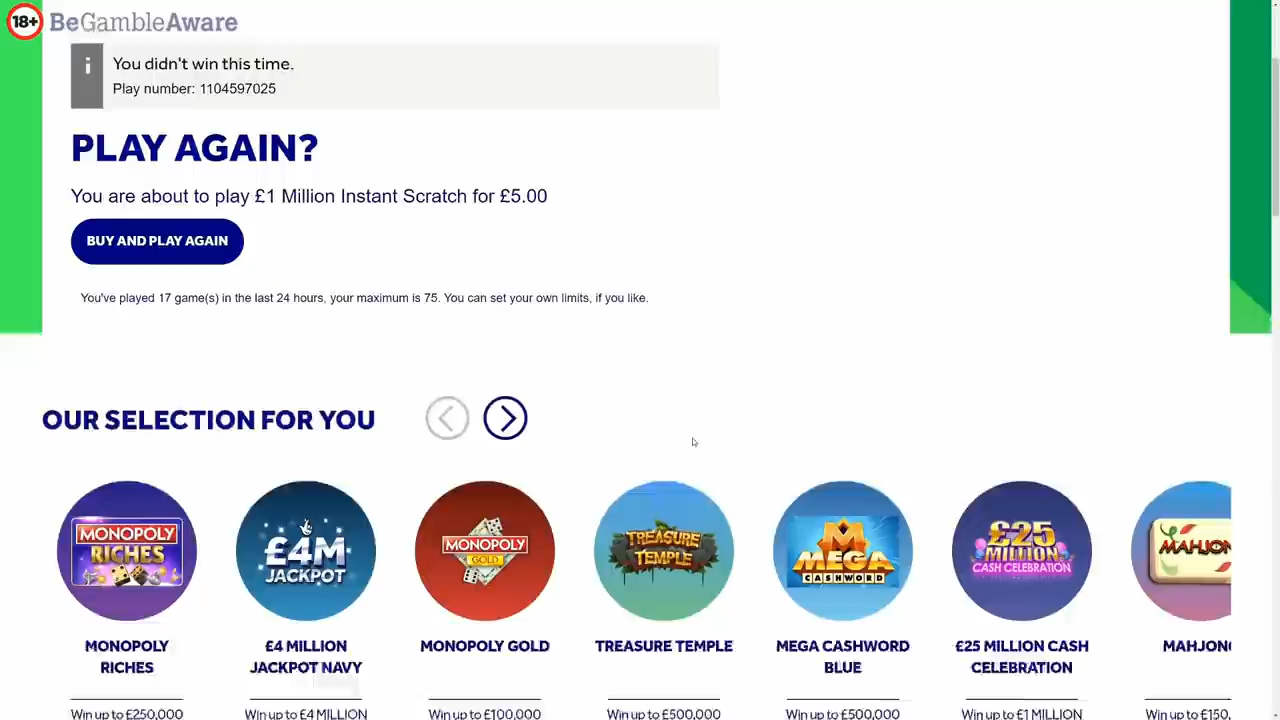 18+ BeGambleAware
i
You didn't win this time.
Play number: 1104597025
PLAY AGAIN?
You are about to play £1 Million Instant Scratch for £5.00
BUY AND PLAY AGAIN
You've played 17 game(s) in the last 24 hours, your maximum is 75. You can set your own limits, if you like.
OUR SELECTION FOR YOU
MONOPOLY
RICHES
£4M
JACKPOT
MONOPOLY
GOLD
TREASURE
TEMPLE
M
MEGA
CASHWORD
£25
MILLION
CASH CELEBRATION
MAHJON
MONOPOLY
RICHES
£4 MILLION
JACKPOT NAVY
MONOPOLY GOLD
TREASURE TEMPLE
MEGA CASHWORD
BLUE
£25 MILLION CASH
CELEBRATION
MAHJONG
Win up to £250,000
Win up to £4 MILLION
Win up to £100,000
Win up to £500,000
Win up to £500,000
Win up to £1 MILLION
Win up to £150,